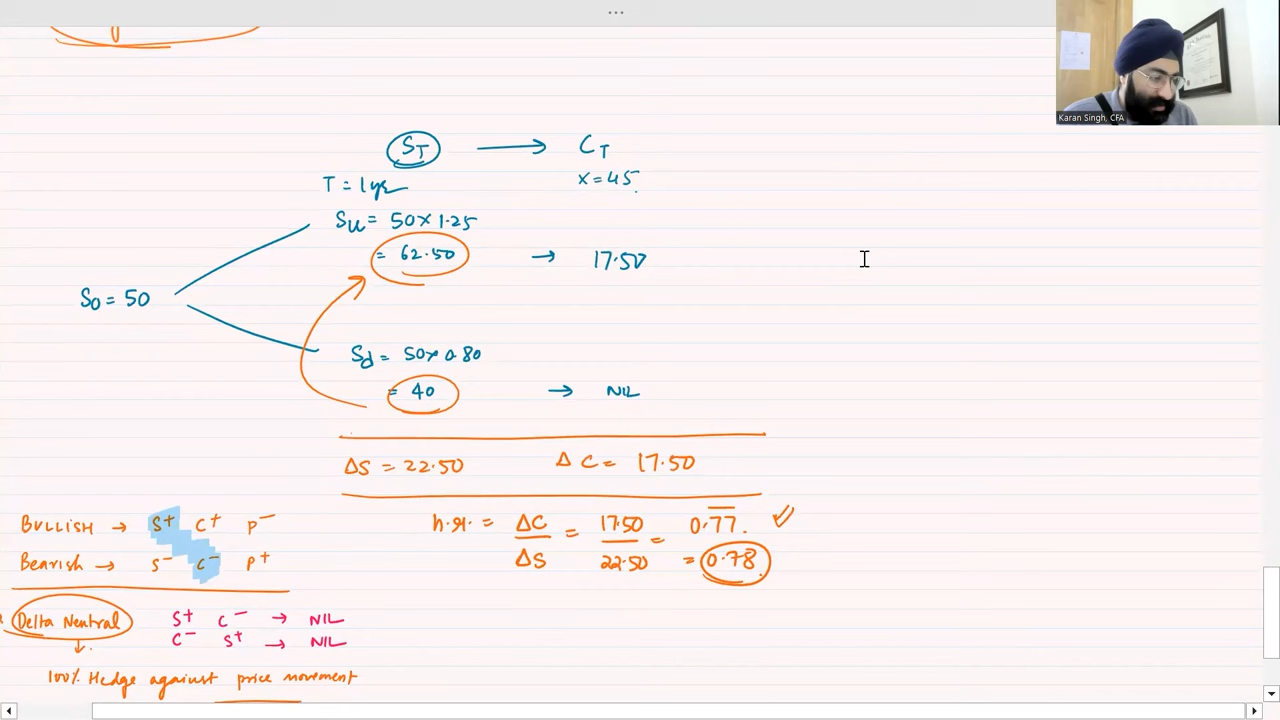 Karan Singh, CFA
S_T → C_T
T = 1 yr
X = 45
S_u = 50 × 1.25
= 62.50 → 17.50
S_0 = 50
S_d = 50 × 0.80
= 40 → NIL
ΔS = 22.50 ΔC = 17.50
h.r. = ΔC/ΔS = 17.50/22.50 = 0.77. ✓
= 0.78
BULLISH → S+ C+ P−
Bearish → S− C− P+
Delta Neutral S+ C− → NIL
C− S+ → NIL
100% Hedge against price movement